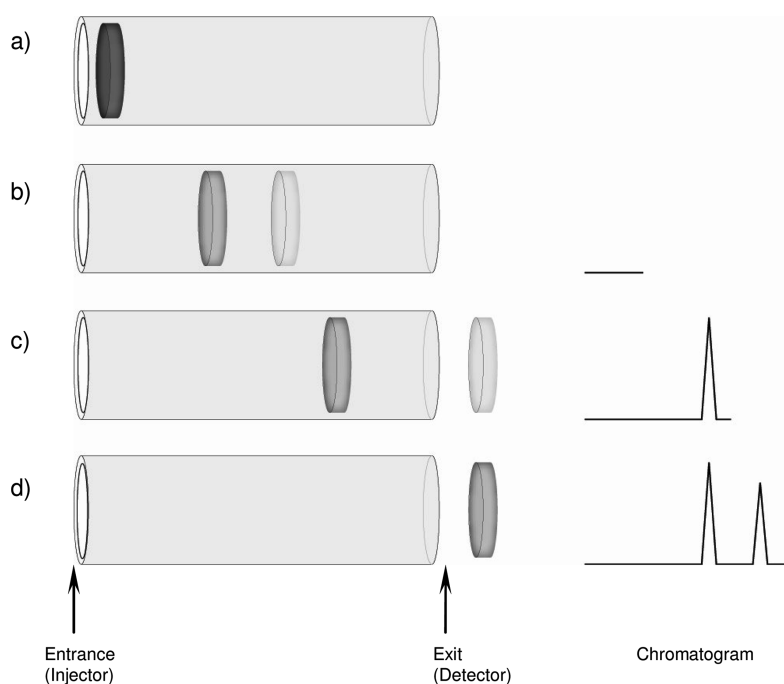 a)
b)
c)
d)
Entrance
(Injector)
Exit
(Detector)
Chromatogram